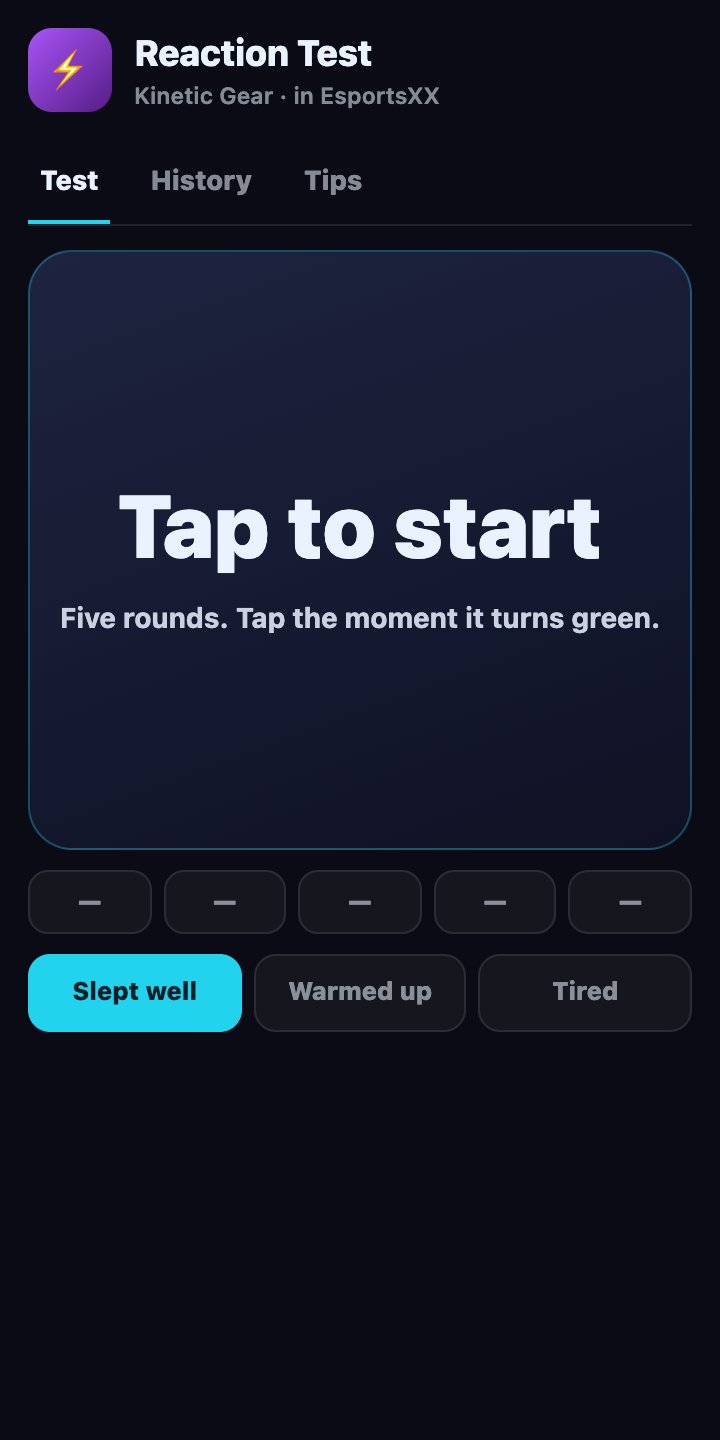 Reaction Test
Kinetic Gear · in EsportsXX
Test
History
Tips
Tap to start
Five rounds. Tap the moment it turns green.
–
–
–
–
–
Slept well
Warmed up
Tired